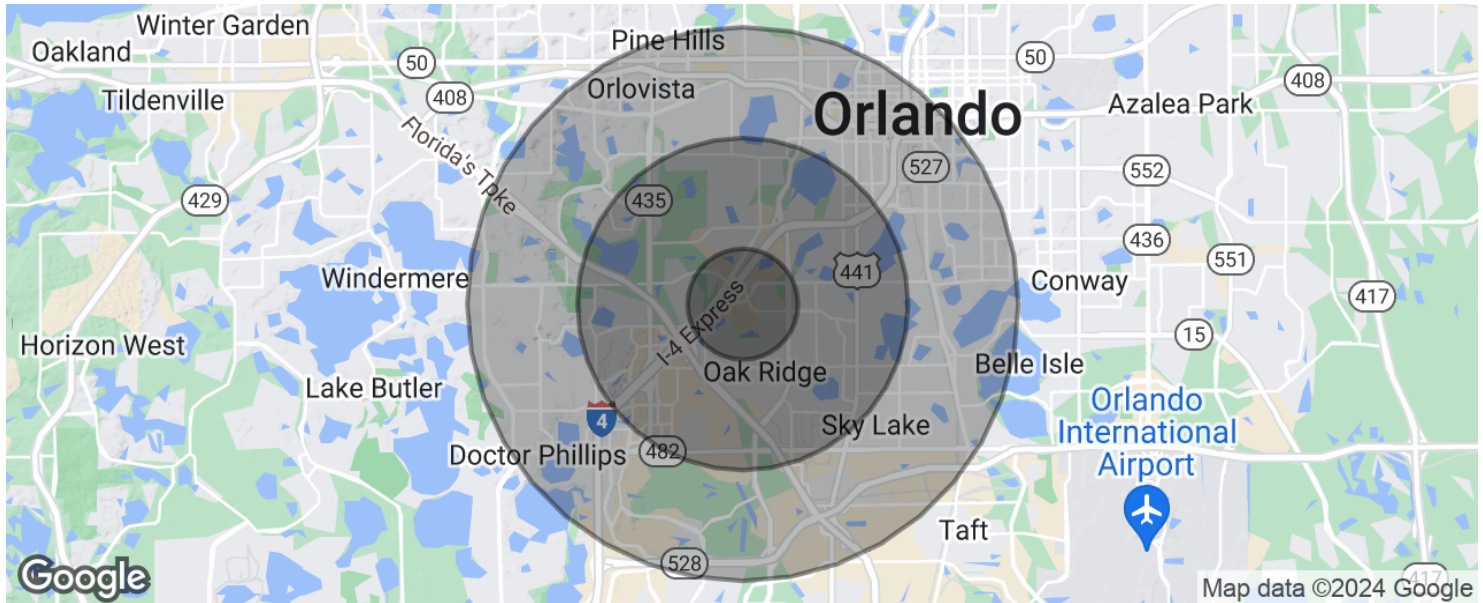 Winter Garden
Oakland
Pine Hills
50
50
408
Tildenville
408
Orlovista
Orlando
Azalea Park
Florida's Tpke
527
552
429
435
436
441
551
Windermere
Conway
417
I-4 Express
15
Horizon West
Belle Isle
Oak Ridge
Lake Butler
Orlando
International
Airport
4
Sky Lake
Doctor Phillips
482
Taft
528
417
Google
Map data ©2024 Google